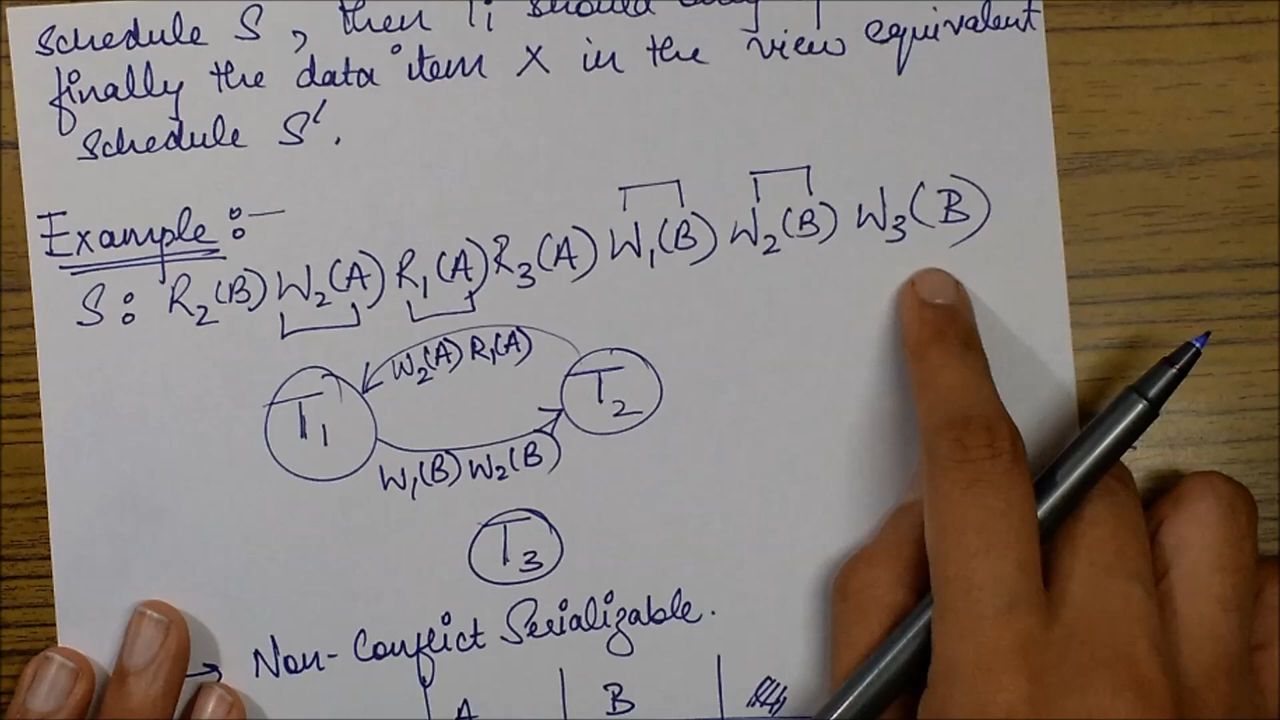 schedule S, then Ti should
finally the data item X in the view equivalent
Schedule S'.
Example :-
S: R2(B) W2(A) R1(A) R3(A) W1(B) W2(B) W3(B)
W2(A) R1(A)
T1 T2
W1(B) W2(B)
T3
→ Non-Conflict Serializable.
A B